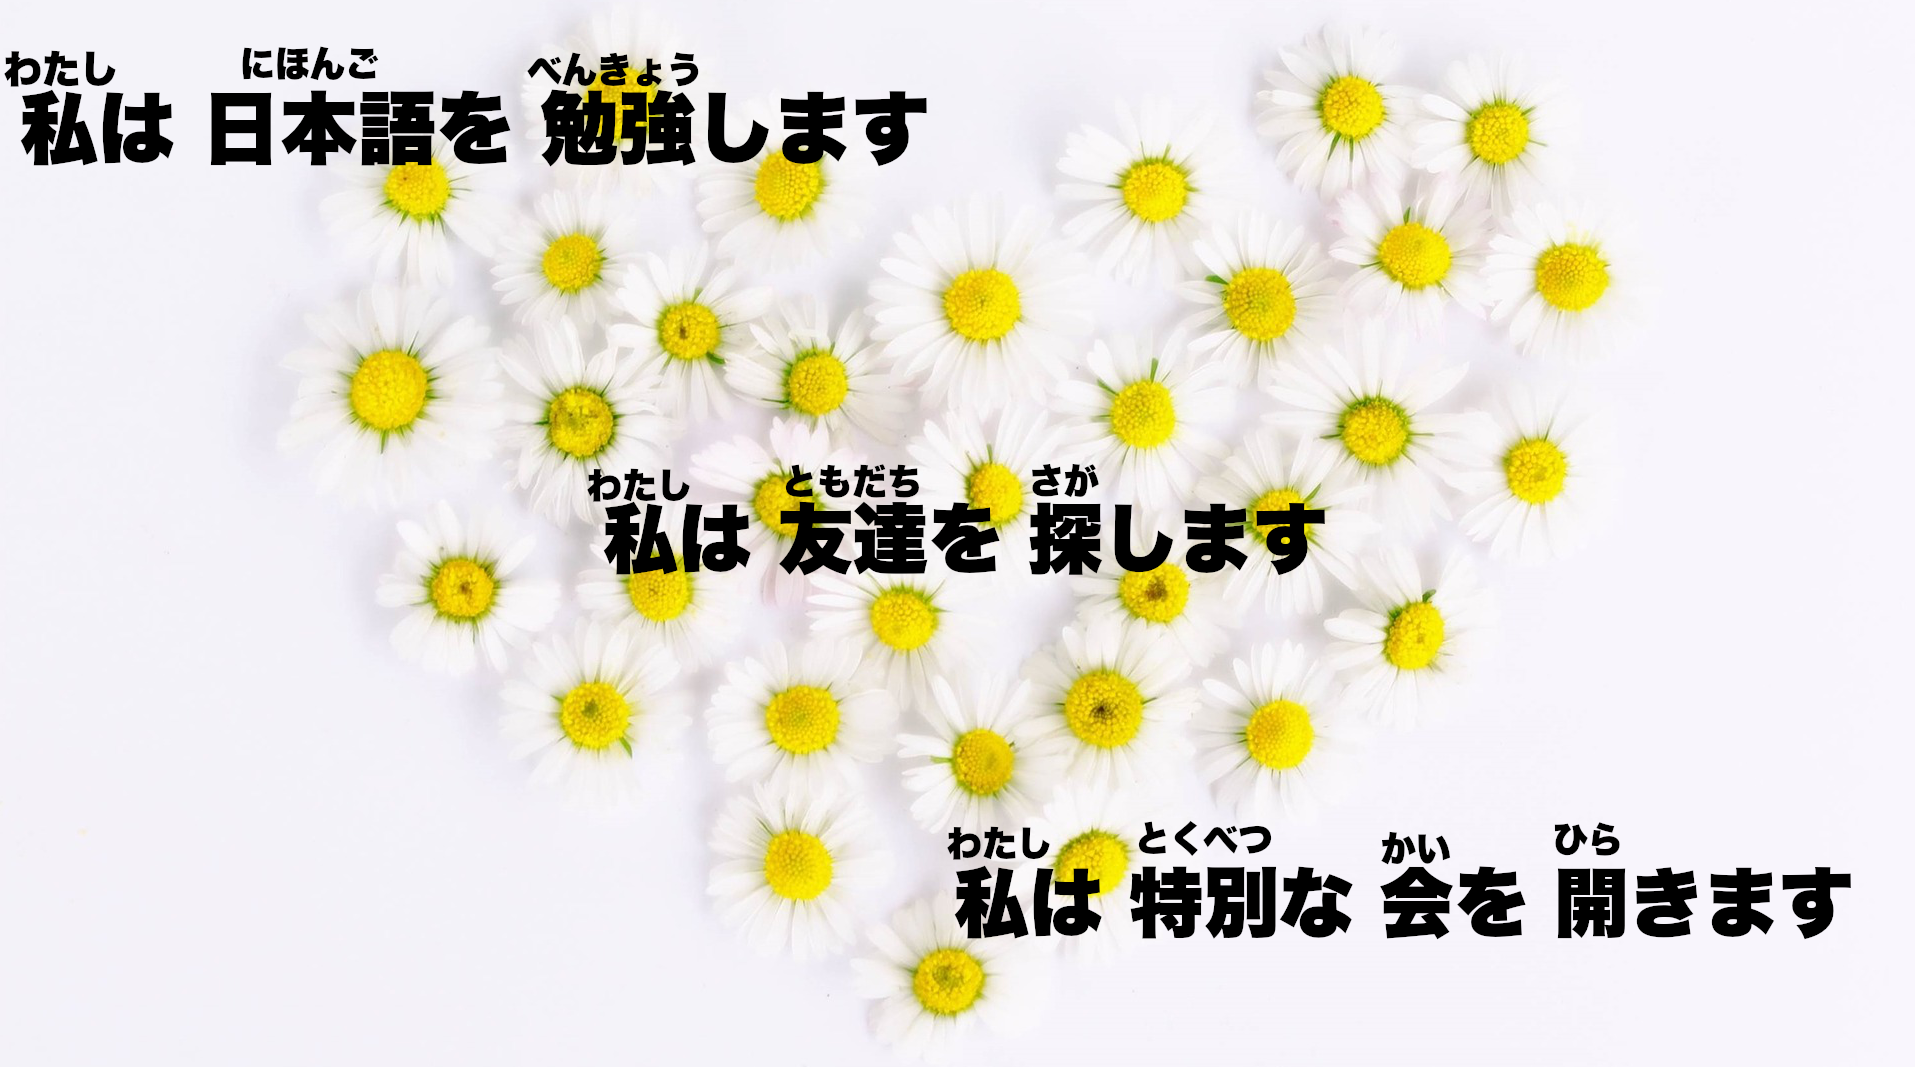 わたし にほんご べんきょう
私は 日本語を 勉強します
わたし ともだち さが
私は 友達を 探します
わたし とくべつ かい ひら
私は 特別な 会を 開きます